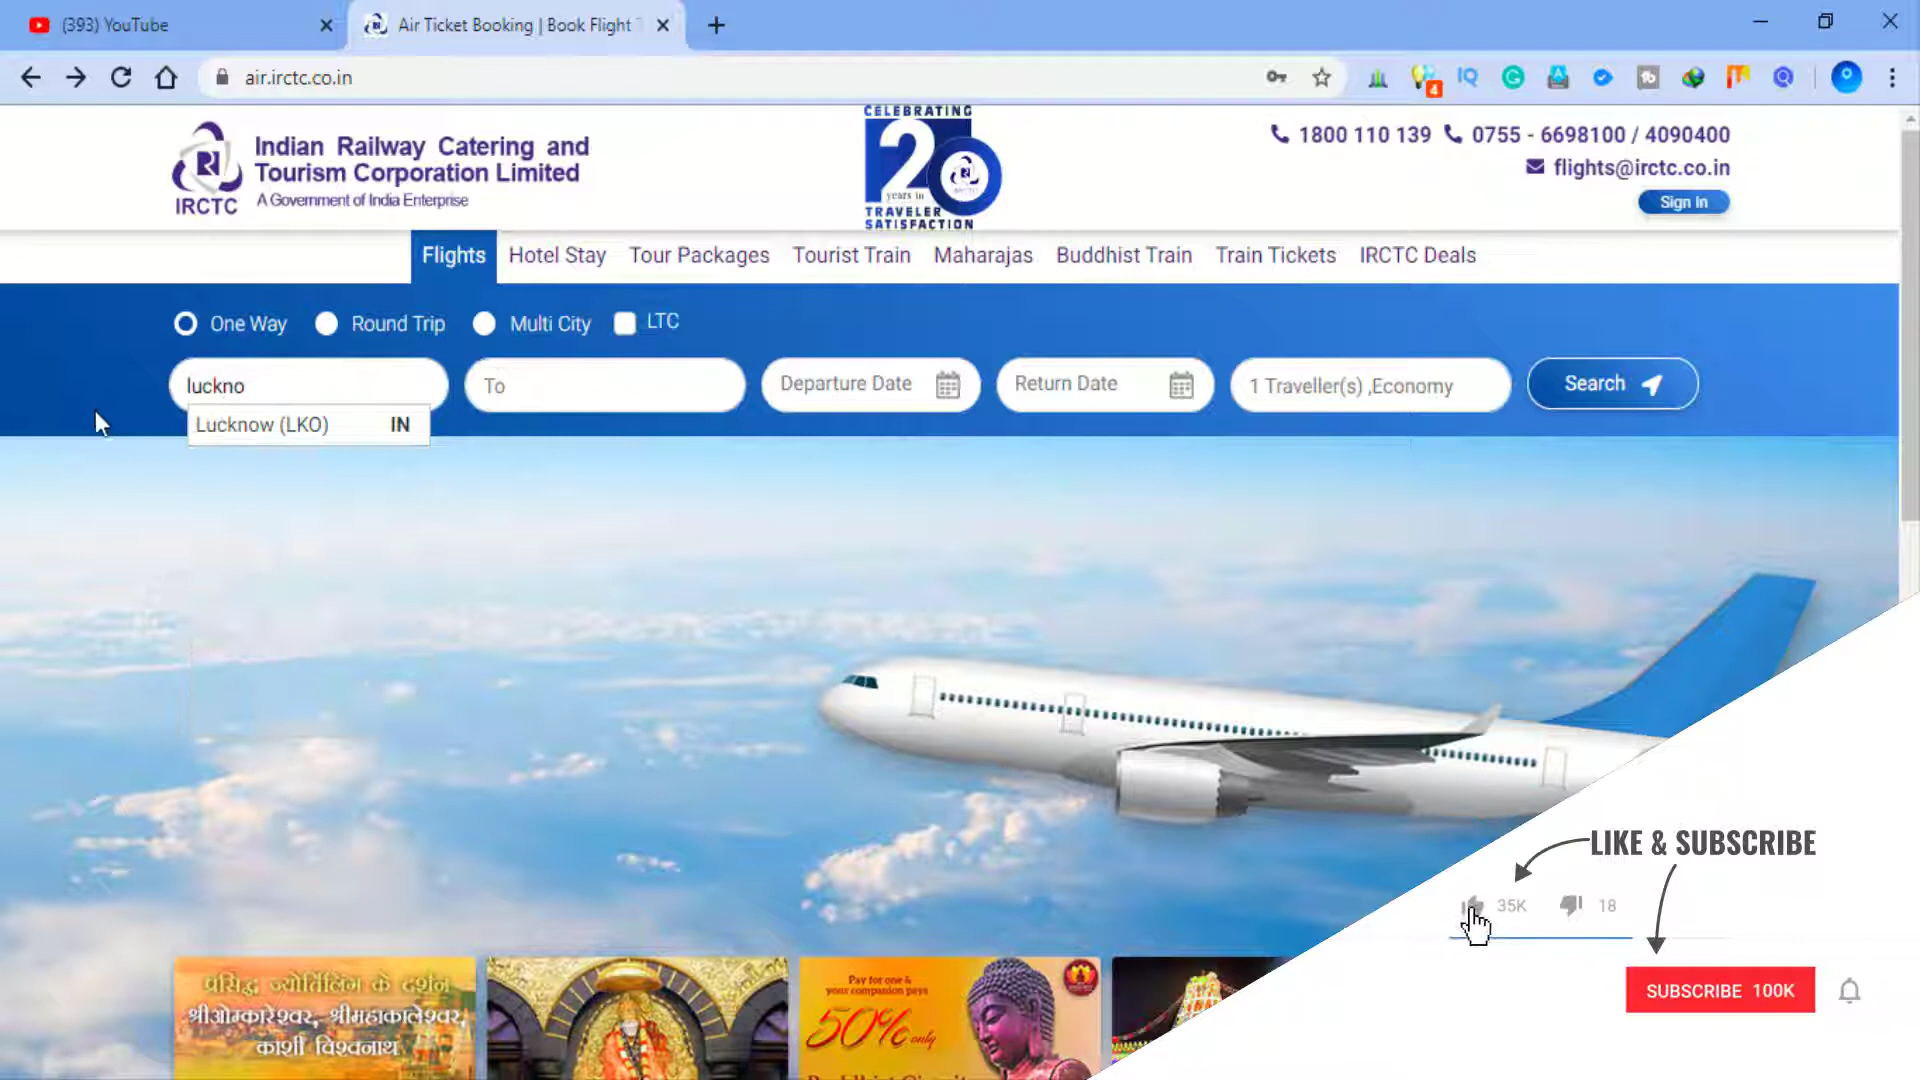 (393) YouTube
Air Ticket Booking | Book Flight
air.irctc.co.in
4
IRCTC
Indian Railway Catering and
Tourism Corporation Limited
A Government of India Enterprise
CELEBRATING
20
years in
TRAVELER
SATISFACTION
1800 110 139 0755 - 6698100 / 4090400
flights@irctc.co.in
Sign In
Flights Hotel Stay Tour Packages Tourist Train Maharajas Buddhist Train Train Tickets IRCTC Deals
One Way Round Trip Multi City LTC
luckno To Departure Date Return Date 1 Traveller(s) ,Economy Search
Lucknow (LKO) IN
LIKE & SUBSCRIBE
35K 18
SUBSCRIBE 100K
प्रसिद्ध ज्योतिर्लिंग के दर्शन
श्रीओम्कारेश्वर, श्रीमहाकालेश्वर,
काशी विश्वनाथ
Pay for one &
your companion pays
50% only